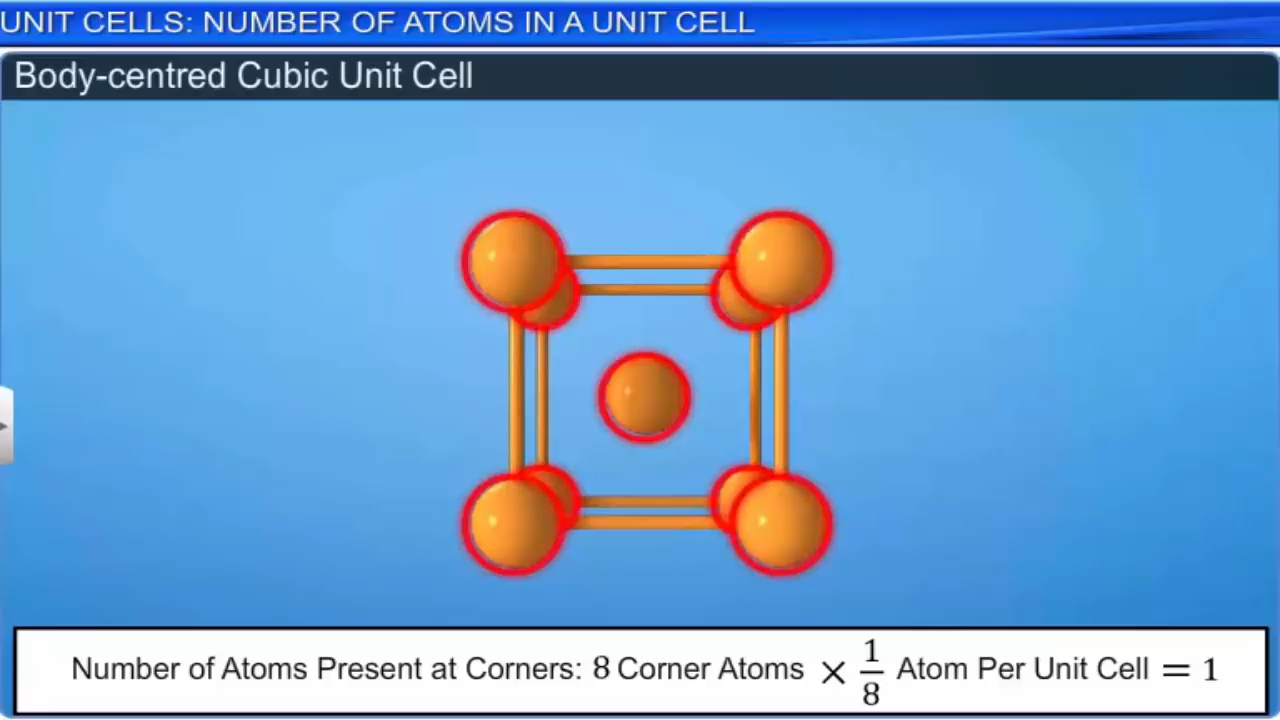 UNIT CELLS: NUMBER OF ATOMS IN A UNIT CELL
Body-centred Cubic Unit Cell
Number of Atoms Present at Corners: 8 Corner Atoms × 1/8 Atom Per Unit Cell = 1